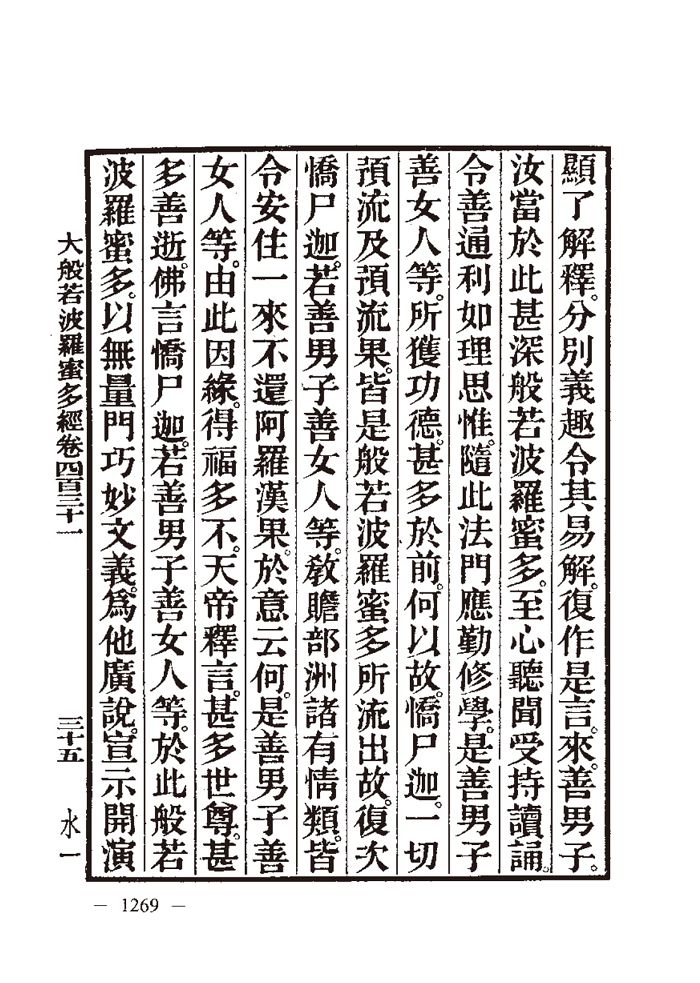 顯了解釋。分別義趣令其易解。復作是言。來善男子。
汝當於此甚深般若波羅蜜多。至心聽聞受持讀誦。
令善通利如理思惟。隨此法門應勤修學。是善男子
善女人等。所獲功德。甚多於前。何以故。憍尸迦。一切
預流及預流果。皆是般若波羅蜜多所流出故。復次
憍尸迦。若善男子善女人等。教贍部洲諸有情類。皆
令安住一來不還阿羅漢果。於意云何。是善男子善
女人等。由此因緣。得福多不。天帝釋言。甚多世尊。甚
多善逝。佛言憍尸迦。若善男子善女人等。於此般若
波羅蜜多。以無量門巧妙文義。爲他廣說。宣示開演
大般若波羅蜜多經卷四百三十一 三十五 水一
— 1269 —